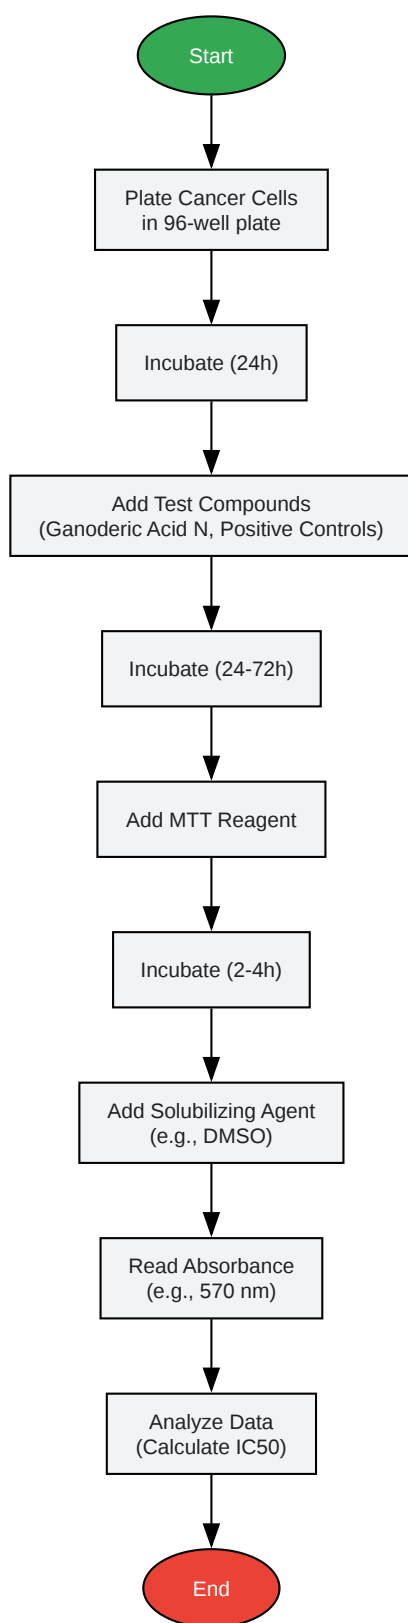 Start
Plate Cancer Cells
in 96-well plate
Incubate (24h)
Add Test Compounds
(Ganoderic Acid N, Positive Controls)
Incubate (24-72h)
Add MTT Reagent
Incubate (2-4h)
Add Solubilizing Agent
(e.g., DMSO)
Read Absorbance
(e.g., 570 nm)
Analyze Data
(Calculate IC50)
End